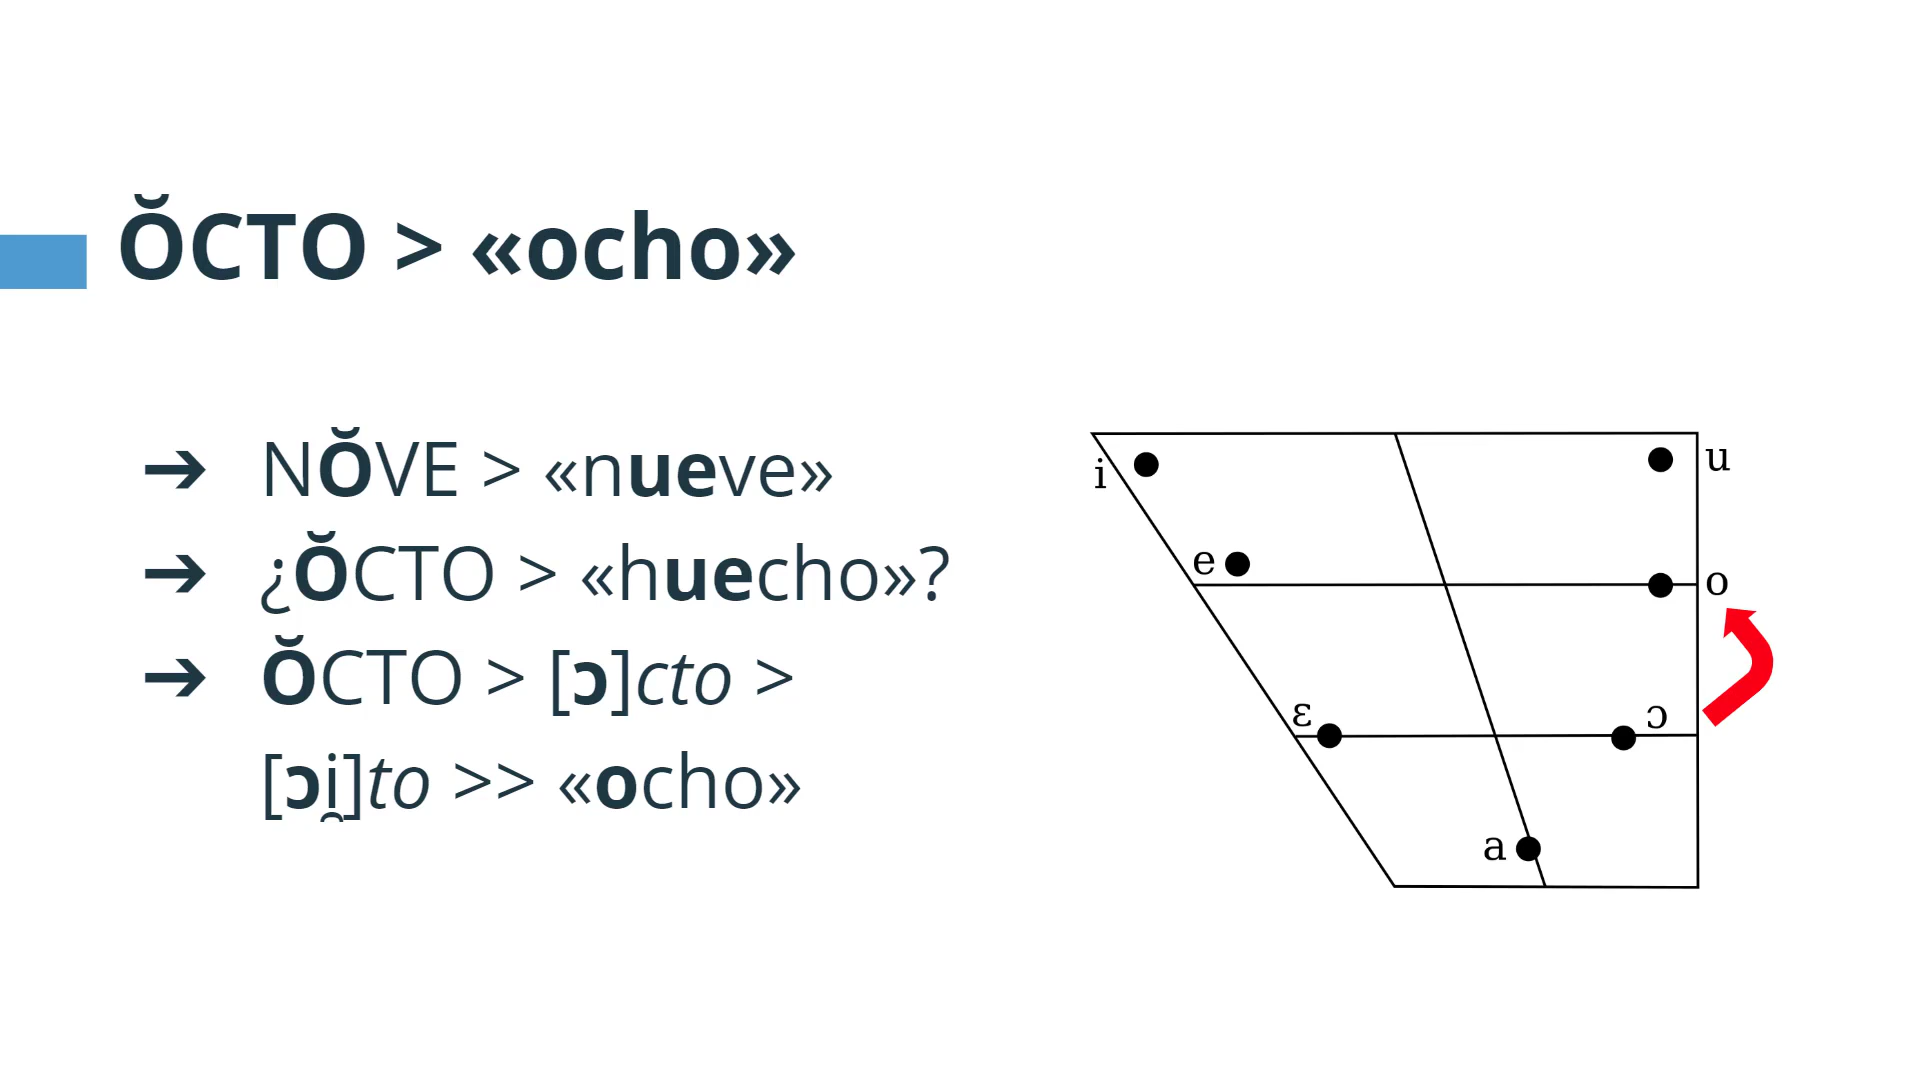 ŎCTO > «ocho»
➔ NŎVE > «nueve»
➔ ¿ŎCTO > «huecho»?
➔ ŎCTO > [ɔ]cto >
[ɔi̯]to >> «ocho»
i
u
e
o
ɛ
ɔ
a